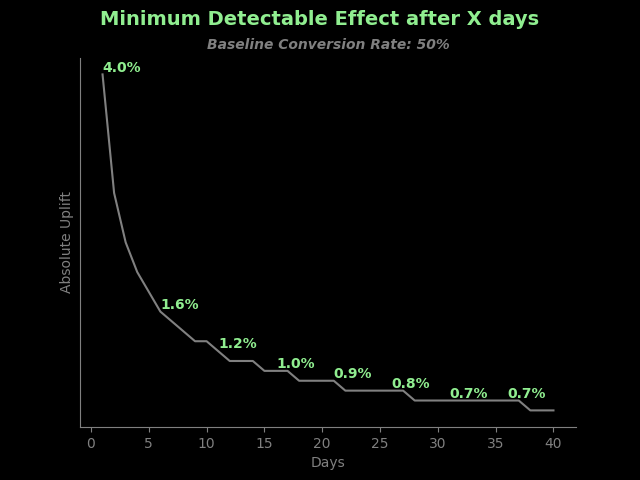 Minimum Detectable Effect after X days
Baseline Conversion Rate: 50%
4.0%
1.6%
1.2%
1.0%
0.9%
0.8%
0.7%
0.7%
Absolute Uplift
0 5 10 15 20 25 30 35 40
Days